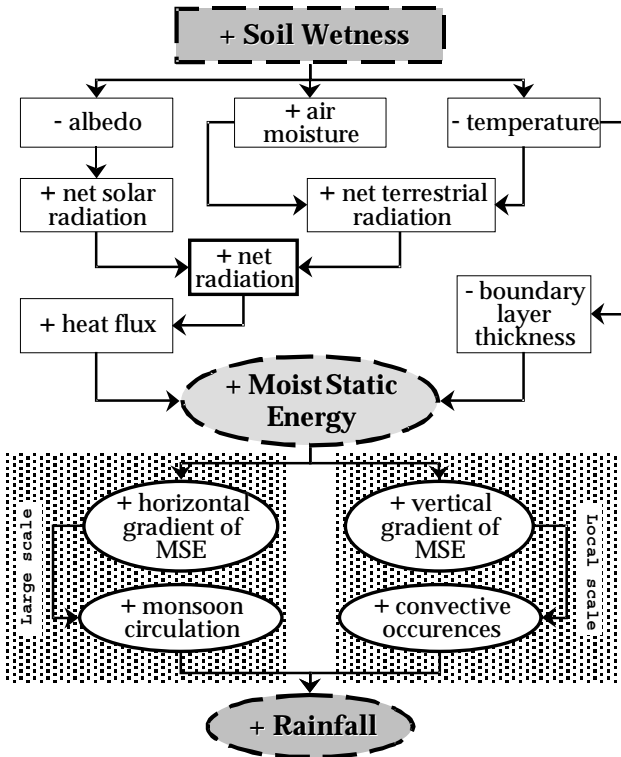 + Soil Wetness
- albedo
+ air
moisture
- temperature
+ net solar
radiation
+ net terrestrial
radiation
+ net
radiation
+ heat flux
- boundary
layer
thickness
+ Moist Static
Energy
+ horizontal
gradient of
MSE
+ vertical
gradient of
MSE
Large scale
Local scale
+ monsoon
circulation
+ convective
occurences
+ Rainfall